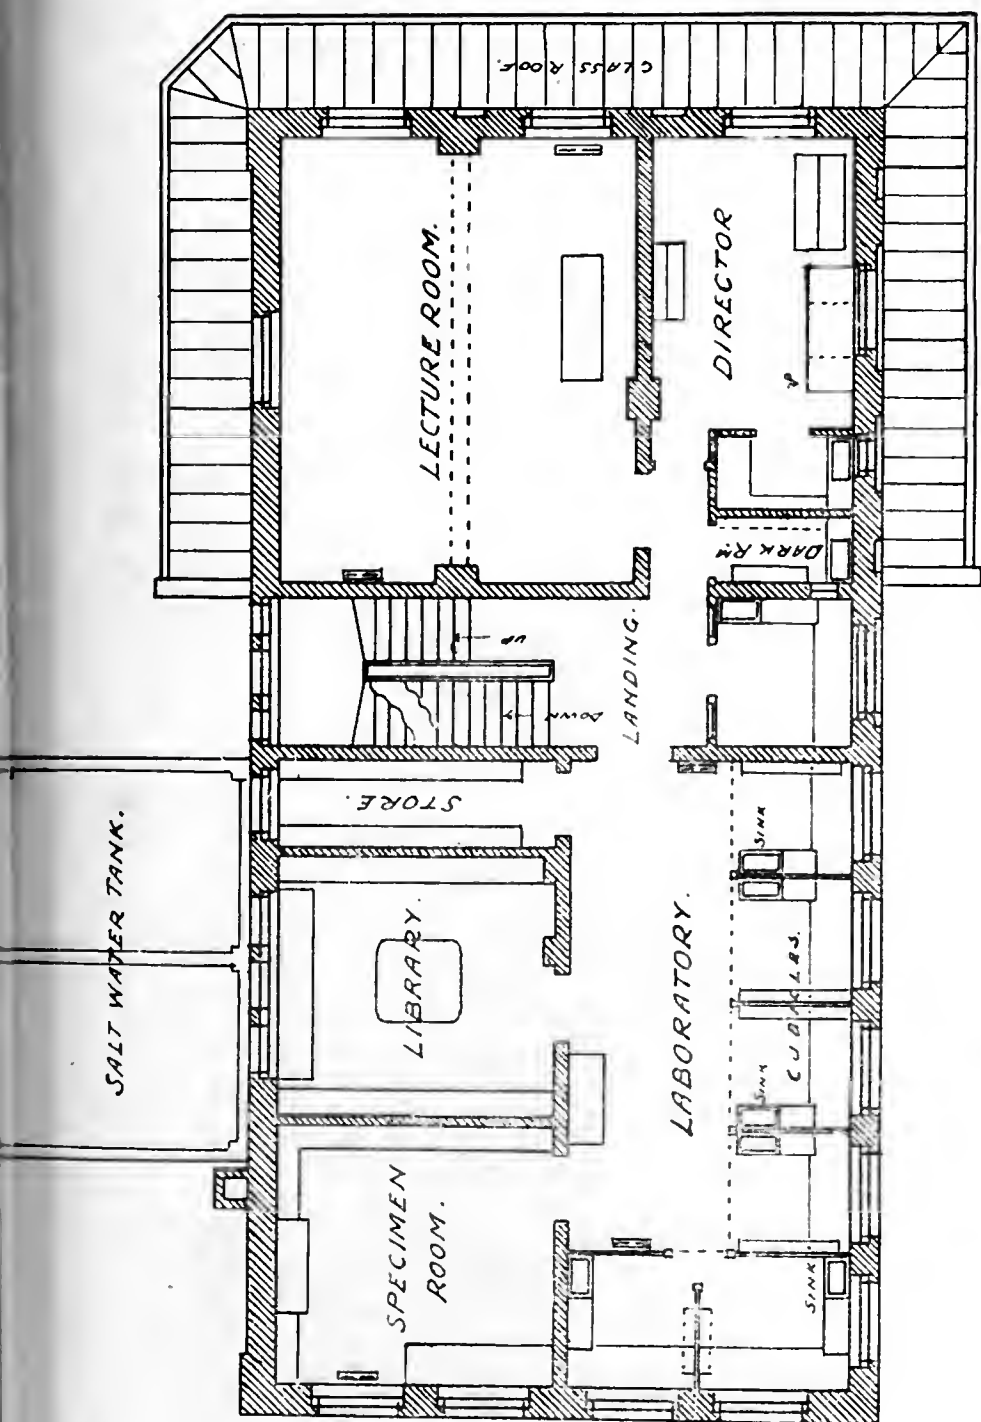 GLASS ROOF.
LECTURE ROOM.
DIRECTOR
DARK RM
UP
DOWN
LANDING.
STORE.
SALT WATER TANK.
LIBRARY.
LABORATORY.
SINK
SINK
SPECIMEN
ROOM.
SINK